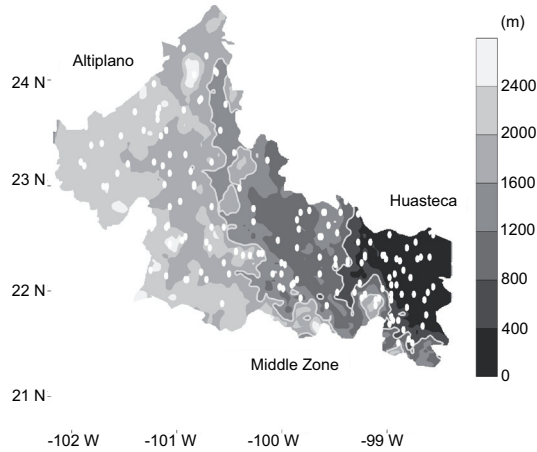 (m)
Altiplano
24 N
2400
2000
23 N
1600
Huasteca
1200
800
22 N
400
Middle Zone
0
21 N
-102 W
-101 W
-100 W
-99 W